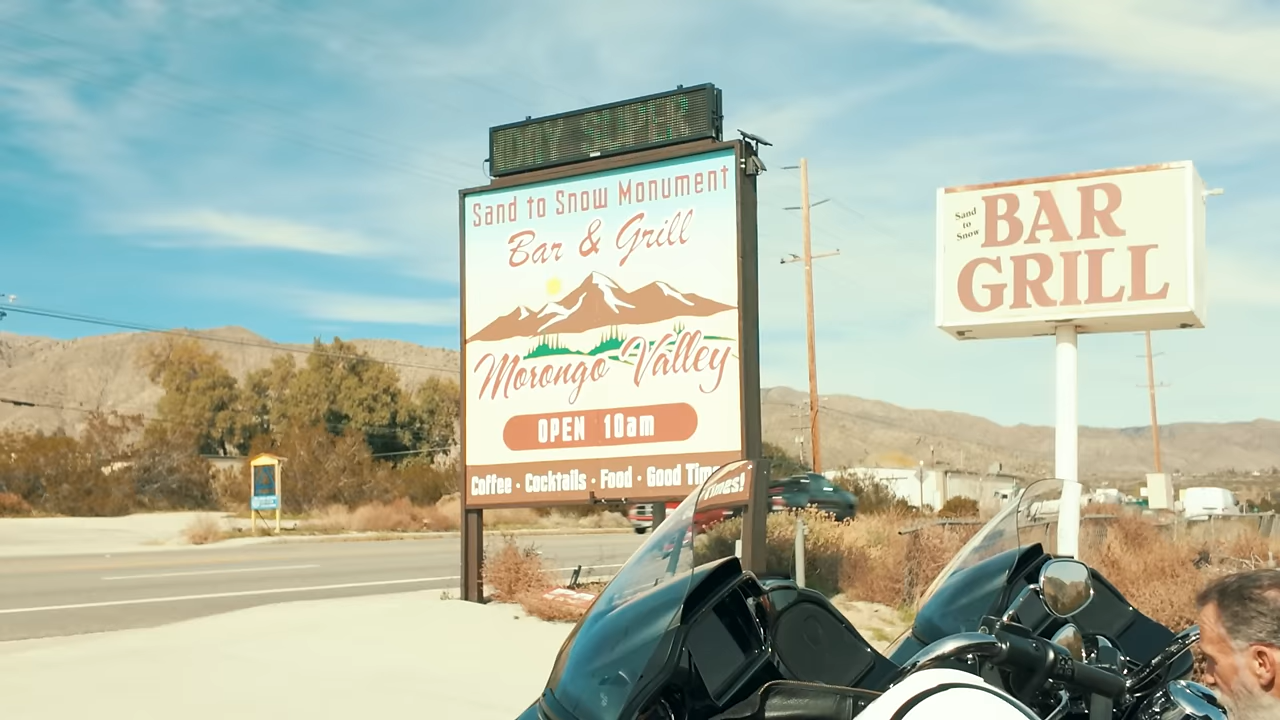 Sand to Snow Monument
Bar & Grill
Morongo Valley
OPEN 10am
Coffee · Cocktails · Food · Good Times!
Sand
to
Snow
BAR
GRILL